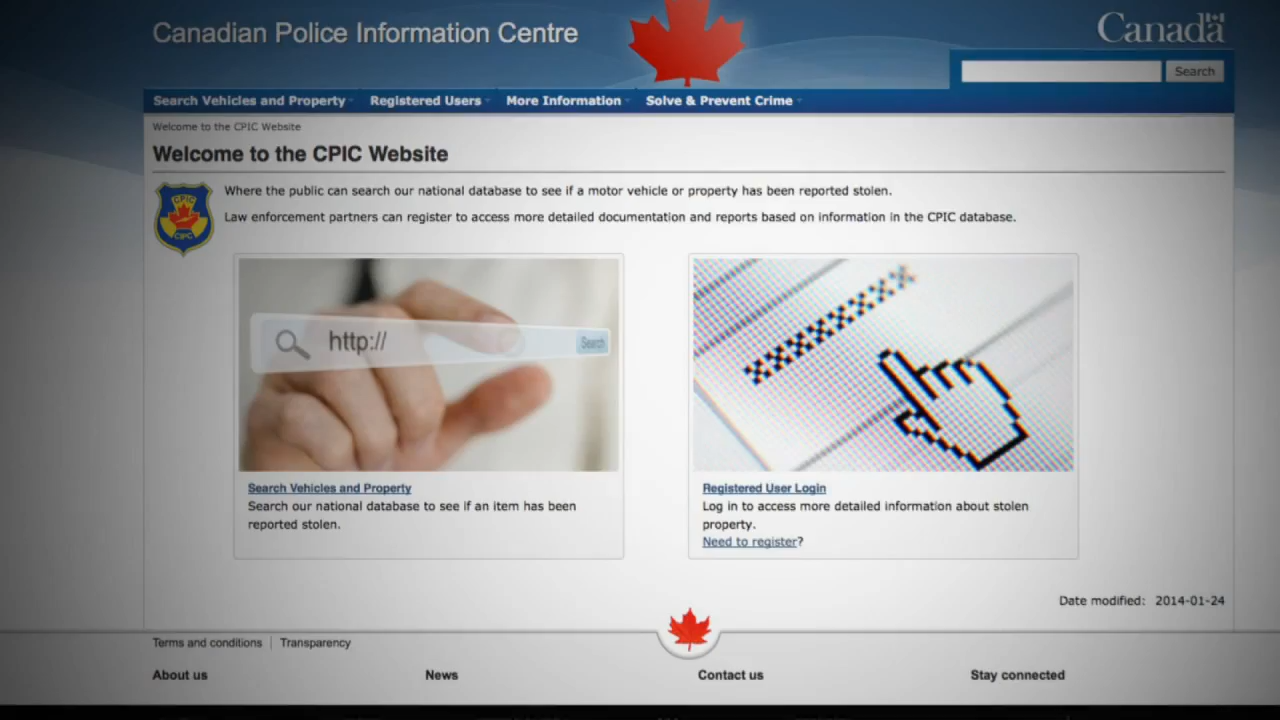 Canadian Police Information Centre
Canada
Search
Search Vehicles and Property
Registered Users
More Information
Solve & Prevent Crime
Welcome to the CPIC Website
Welcome to the CPIC Website
CPIC
CIPC
Where the public can search our national database to see if a motor vehicle or property has been reported stolen.
Law enforcement partners can register to access more detailed documentation and reports based on information in the CPIC database.
http://
Search
Search Vehicles and Property
Search our national database to see if an item has been
reported stolen.
Registered User Login
Log in to access more detailed information about stolen
property.
Need to register?
Date modified: 2014-01-24
Terms and conditions | Transparency
About us
News
Contact us
Stay connected